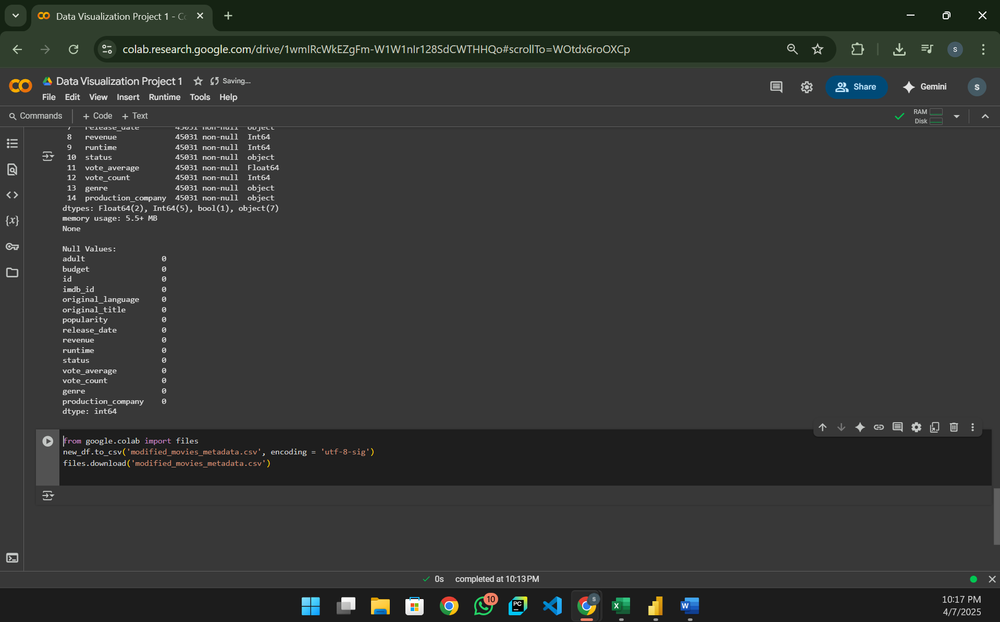 Data Visualization Project 1 - Co
colab.research.google.com/drive/1wmlRcWkEZgFm-W1W1nIr128SdCWTHHQo#scrollTo=WOtdx6roOXCp
S
Data Visualization Project 1
Saving...
File Edit View Insert Runtime Tools Help
Share
Gemini
S
Commands
+ Code + Text
RAM
Disk
7 release_date 45031 non-null object
8 revenue 45031 non-null Int64
9 runtime 45031 non-null Int64
10 status 45031 non-null object
11 vote_average 45031 non-null Float64
12 vote_count 45031 non-null Int64
13 genre 45031 non-null object
14 production_company 45031 non-null object
dtypes: Float64(2), Int64(5), bool(1), object(7)
memory usage: 5.5+ MB
None
Null Values:
adult 0
budget 0
id 0
imdb_id 0
original_language 0
original_title 0
popularity 0
release_date 0
revenue 0
runtime 0
status 0
vote_average 0
vote_count 0
genre 0
production_company 0
dtype: int64
from google.colab import files
new_df.to_csv('modified_movies_metadata.csv', encoding = 'utf-8-sig')
files.download('modified_movies_metadata.csv')
0s completed at 10:13 PM
10
PC
S
X
W
10:17 PM
4/7/2025